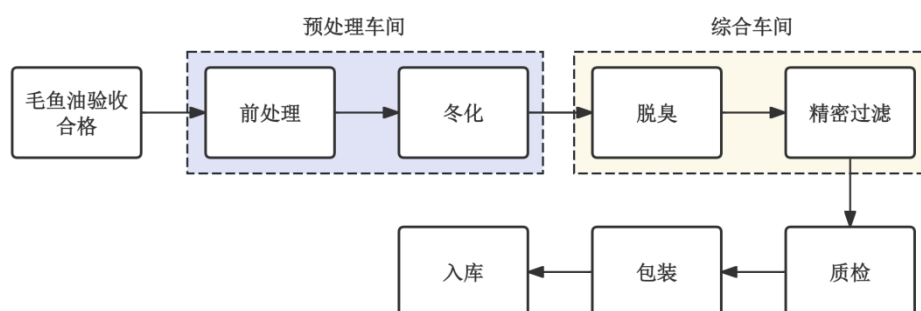 预处理车间
综合车间
毛鱼油验收
合格
前处理
冬化
脱臭
精密过滤
入库
包装
质检